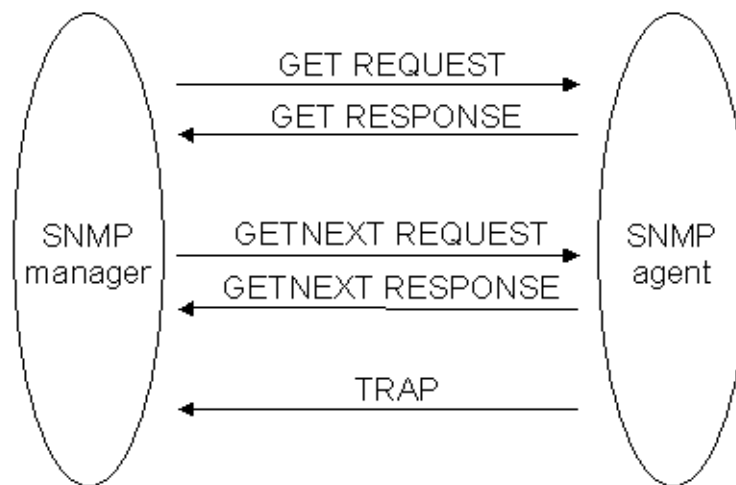 GET REQUEST
GET RESPONSE
SNMP
manager
GETNEXT REQUEST
GETNEXT RESPONSE
SNMP
agent
TRAP